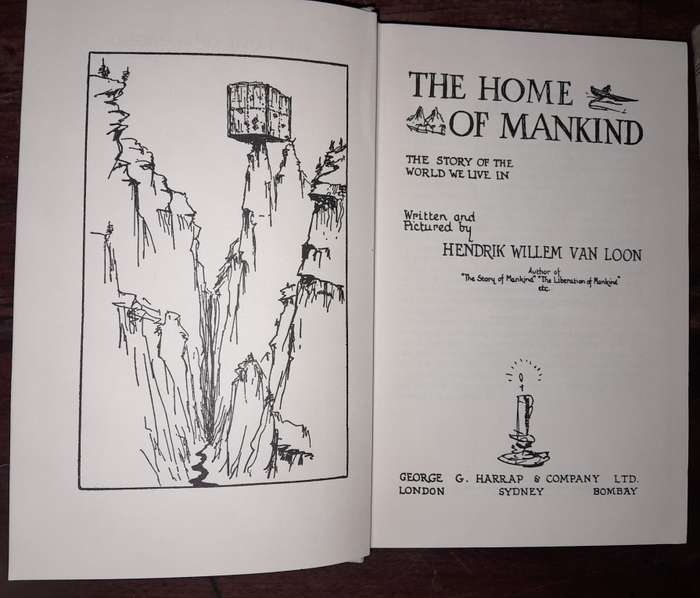 THE HOME
OF MANKIND
THE STORY OF THE
WORLD WE LIVE IN
Written and
Pictured by
HENDRIK WILLEM VAN LOON
Author of
"The Story of Mankind" "The Liberation of Mankind"
etc.
GEORGE G. HARRAP & COMPANY LTD.
LONDON SYDNEY BOMBAY